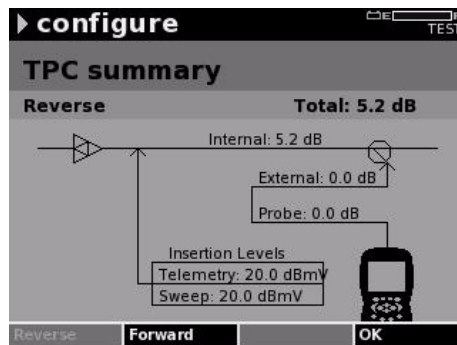 configure
E F
TEST
TPC summary
Reverse Total: 5.2 dB
Internal: 5.2 dB
External: 0.0 dB
Probe: 0.0 dB
Insertion Levels
Telemetry: 20.0 dBmV
Sweep: 20.0 dBmV
Reverse Forward OK